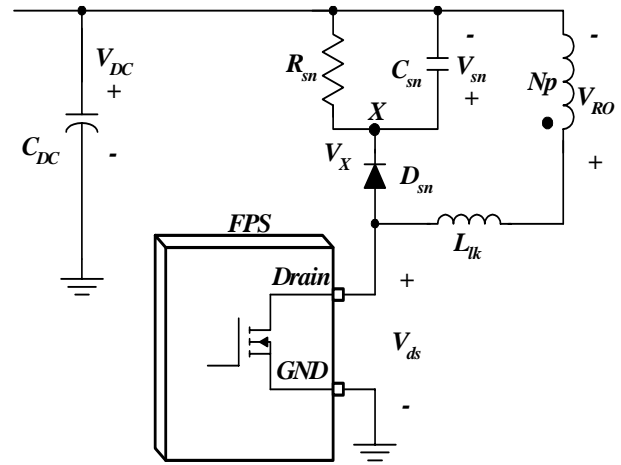 V_DC
+
-
C_DC
R_sn
C_sn
-
V_sn
+
Np
-
V_RO
+
X
V_X
D_sn
L_lk
FPS
Drain
GND
+
V_ds
-